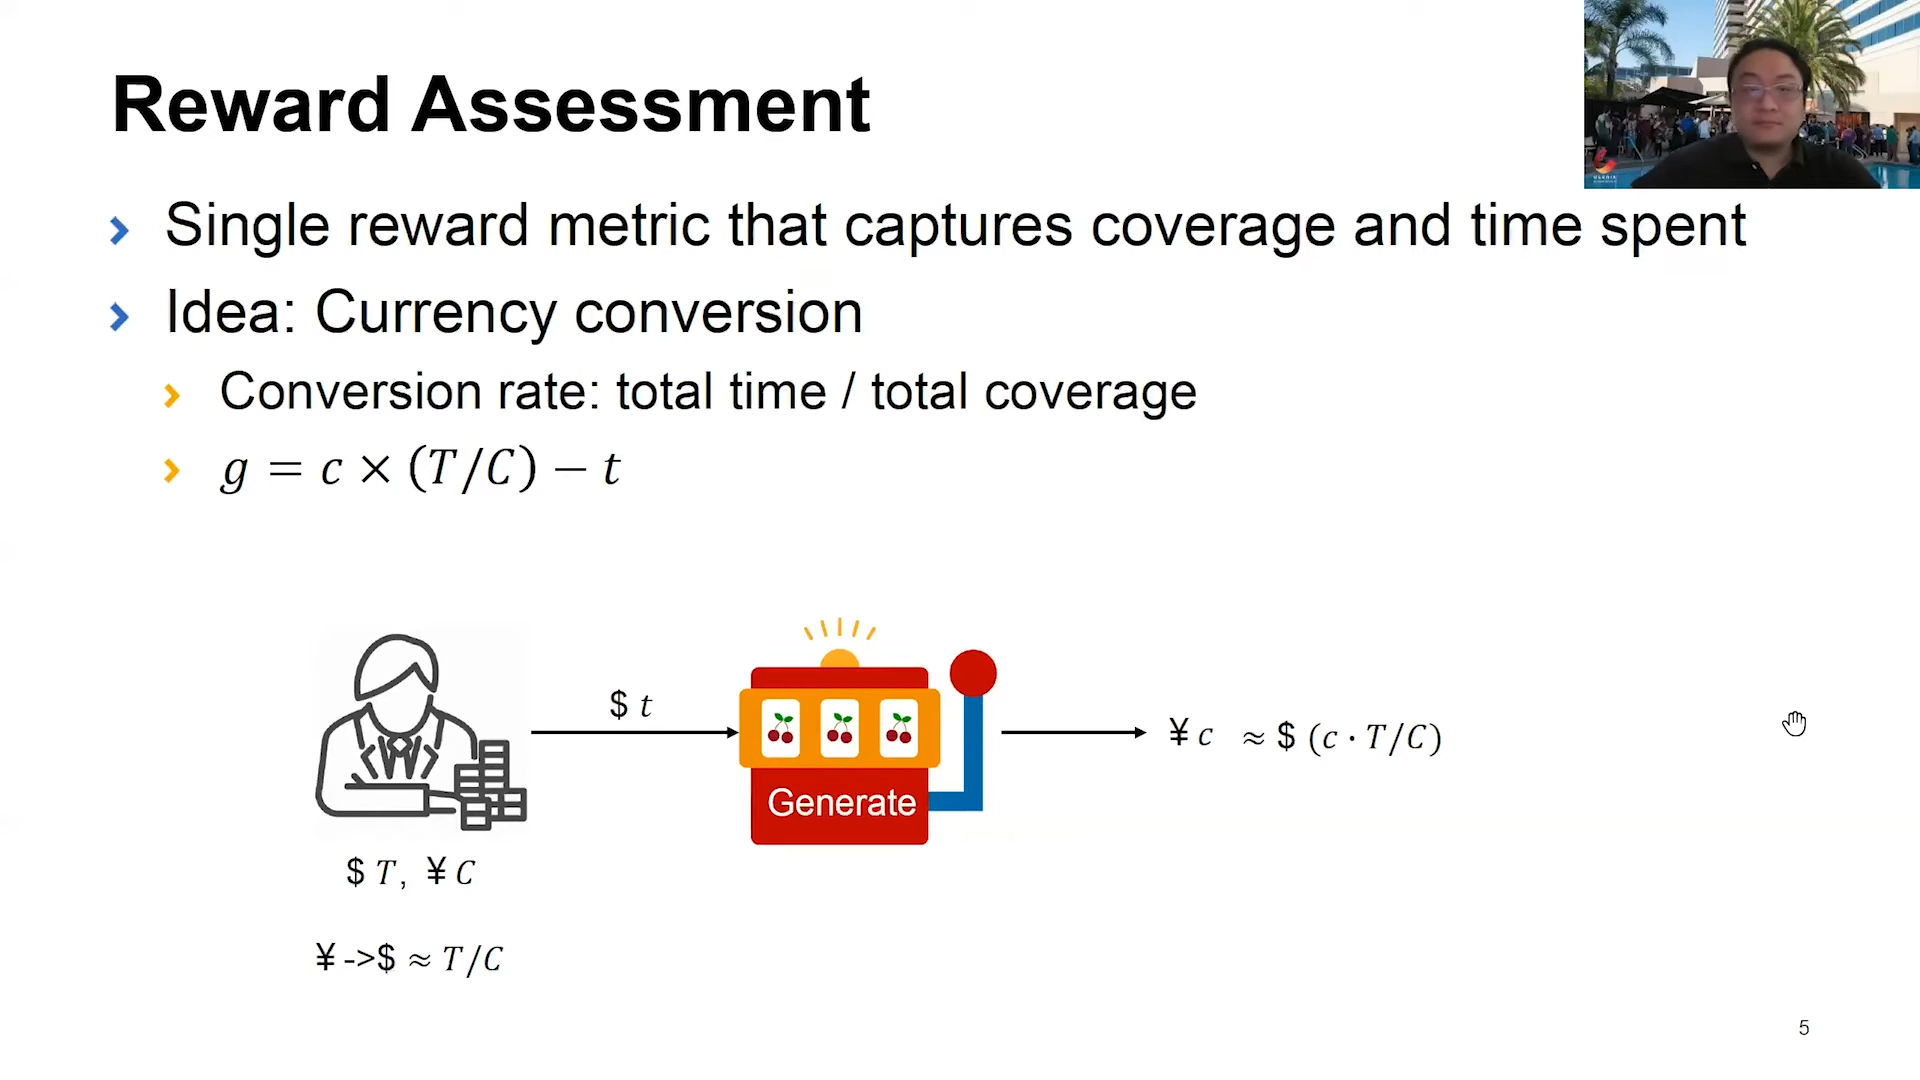 Reward Assessment
Single reward metric that captures coverage and time spent
Idea: Currency conversion
Conversion rate: total time / total coverage
g = c × (T/C) − t
$ t
Generate
¥ c ≈ $ (c · T/C)
$ T, ¥ C
¥ ->$ ≈ T/C
5